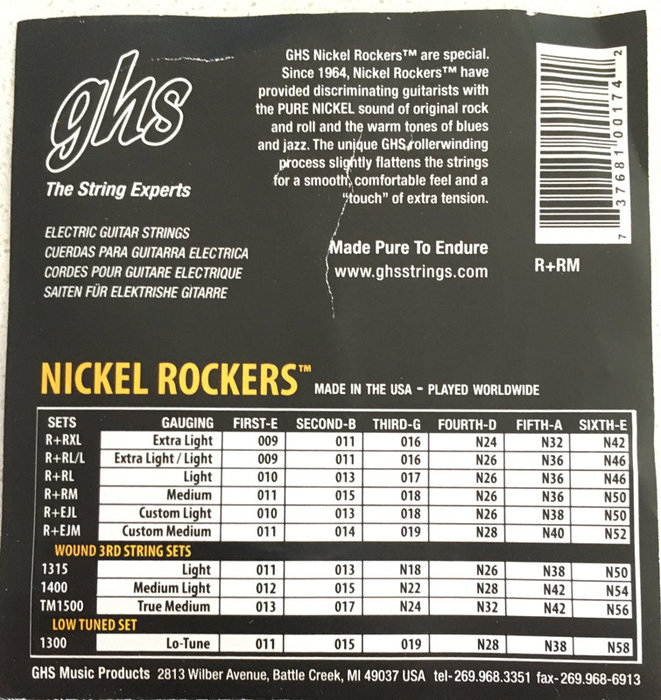 ghs
The String Experts
ELECTRIC GUITAR STRINGS
CUERDAS PARA GUITARRA ELECTRICA
CORDES POUR GUITARE ELECTRIQUE
SAITEN FÜR ELEKTRISHE GITARRE
GHS Nickel Rockers™ are special.
Since 1964, Nickel Rockers™ have
provided discriminating guitarists with
the PURE NICKEL sound of original rock
and roll and the warm tones of blues
and jazz. The unique GHS rollerwinding
process slightly flattens the strings
for a smooth, comfortable feel and a
"touch" of extra tension.
Made Pure To Endure
www.ghsstrings.com
7 37681 00174 2
R+RM
NICKEL ROCKERS™ MADE IN THE USA - PLAYED WORLDWIDE
SETS GAUGING FIRST-E SECOND-B THIRD-G FOURTH-D FIFTH-A SIXTH-E
R+RXL Extra Light 009 011 016 N24 N32 N42
R+RL/L Extra Light / Light 009 011 016 N26 N36 N46
R+RL Light 010 013 017 N26 N36 N46
R+RM Medium 011 015 018 N26 N36 N50
R+EJL Custom Light 010 013 018 N26 N38 N50
R+EJM Custom Medium 011 014 019 N28 N40 N52
WOUND 3RD STRING SETS
1315 Light 011 013 N18 N26 N38 N50
1400 Medium Light 012 015 N22 N28 N42 N54
TM1500 True Medium 013 017 N24 N32 N42 N56
LOW TUNED SET
1300 Lo-Tune 011 015 019 N28 N38 N58
GHS Music Products 2813 Wilber Avenue, Battle Creek, MI 49037 USA tel-269.968.3351 fax-269.968-6913